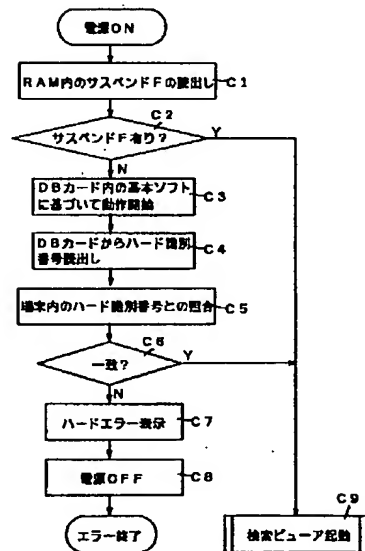 電源ON
RAM内のサスペンドFの読出し
C1
C2
サスペンドF有り?
Y
N
DBカード内の基本ソフト
に基づいて動作開始
C3
DBカードからハード識別
番号読出し
C4
端末内のハード識別番号との照合
C5
C6
一致?
Y
N
ハードエラー表示
C7
電源OFF
C8
C9
エラー終了
検索ビューア起動